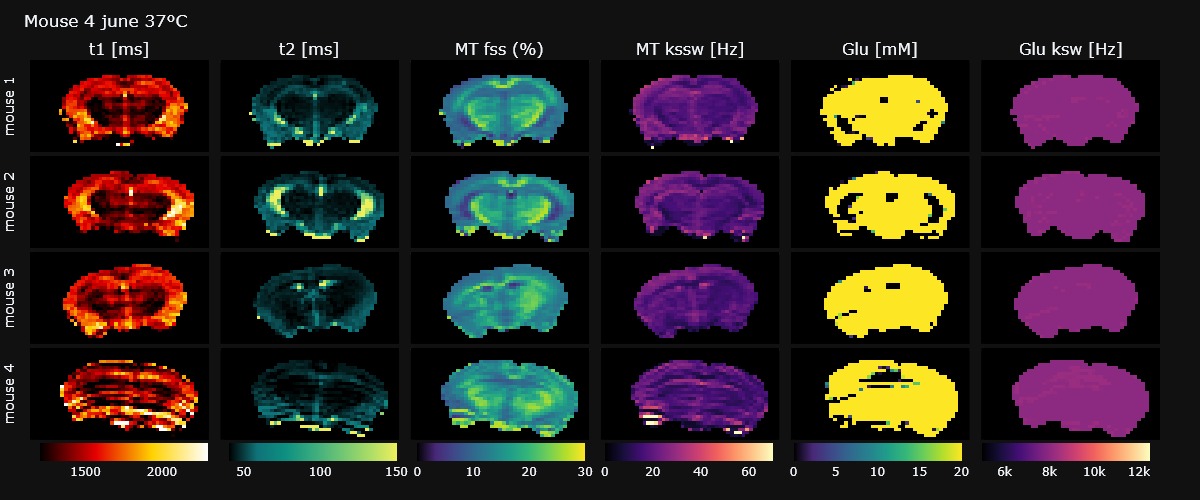 Mouse 4 june 37°C
t1 [ms] t2 [ms] MT fss (%) MT kssw [Hz] Glu [mM] Glu ksw [Hz]
mouse 1
mouse 2
mouse 3
mouse 4
1500 2000 50 100 150 0 10 20 30 0 20 40 60 0 5 10 15 20 6k 8k 10k 12k